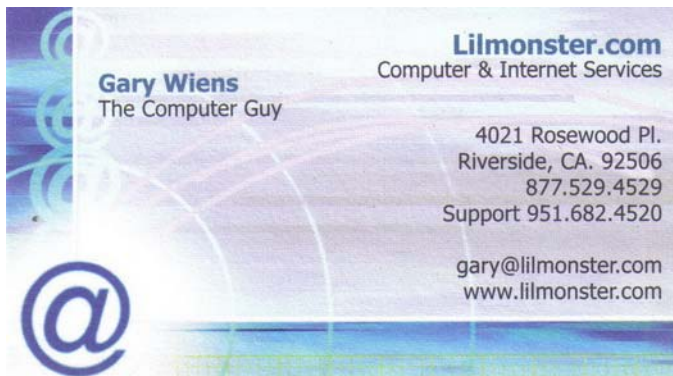 Lilmonster.com
Computer & Internet Services
Gary Wiens
The Computer Guy
4021 Rosewood Pl.
Riverside, CA. 92506
877.529.4529
Support 951.682.4520
gary@lilmonster.com
www.lilmonster.com
@
@
@
@